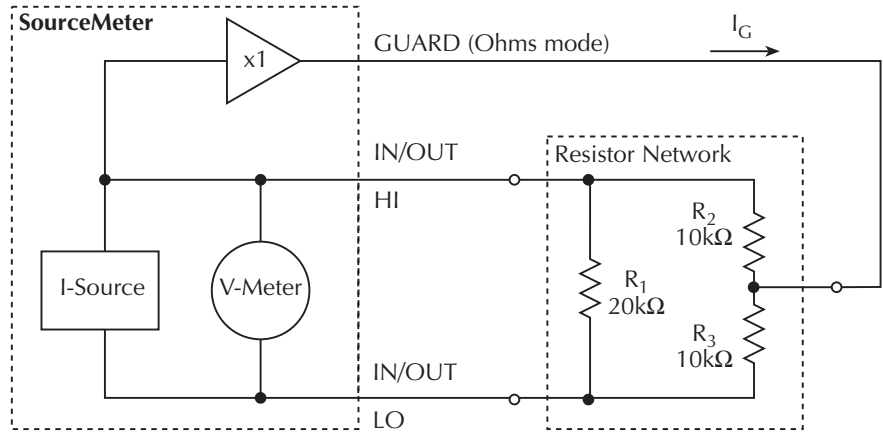 SourceMeter
GUARD (Ohms mode)
I_G
x1
IN/OUT
HI
Resistor Network
I-Source
V-Meter
R_1
20kΩ
R_2
10kΩ
R_3
10kΩ
IN/OUT
LO